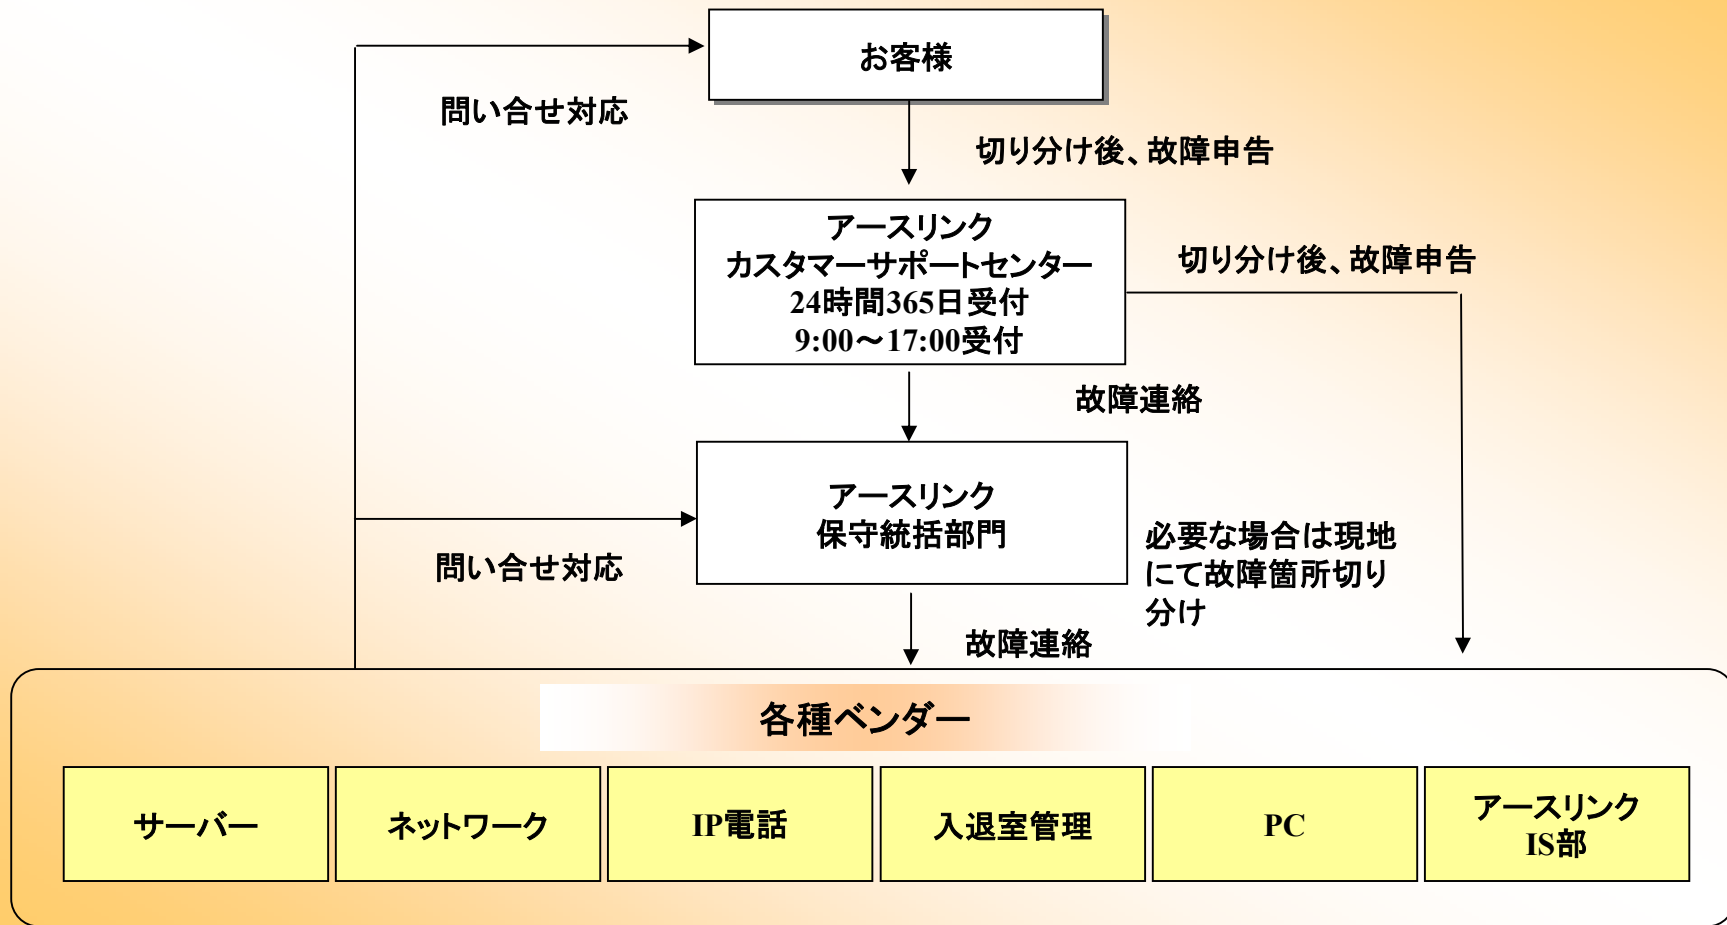 お客様
問い合せ対応
切り分け後、故障申告
アースリンク
カスタマーサポートセンター
24時間365日受付
9:00～17:00受付
切り分け後、故障申告
故障連絡
アースリンク
保守統括部門
問い合せ対応
必要な場合は現地
にて故障箇所切り
分け
故障連絡
各種ベンダー
サーバー
ネットワーク
IP電話
入退室管理
PC
アースリンク
IS部